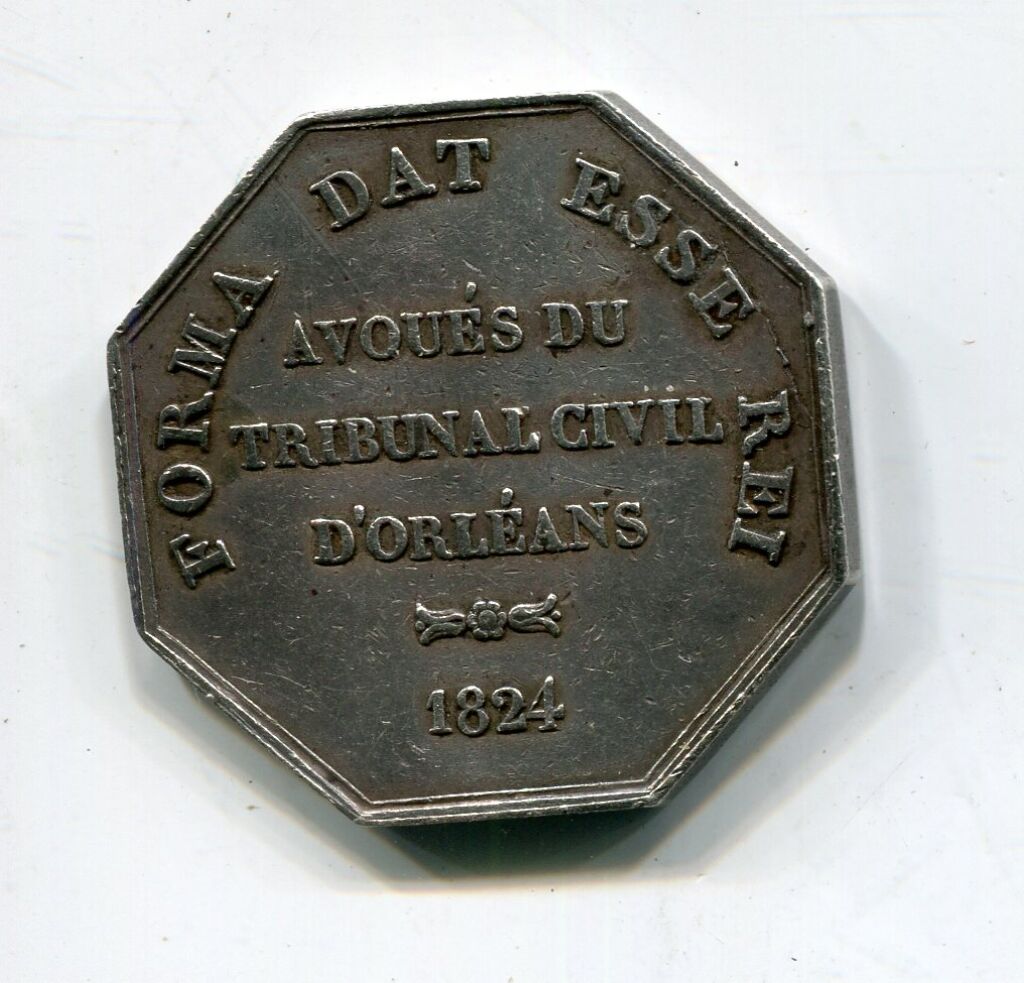 FORMA DAT ESSE REI
AVOUÉS DU
TRIBUNAL CIVIL
D'ORLÉANS
1824